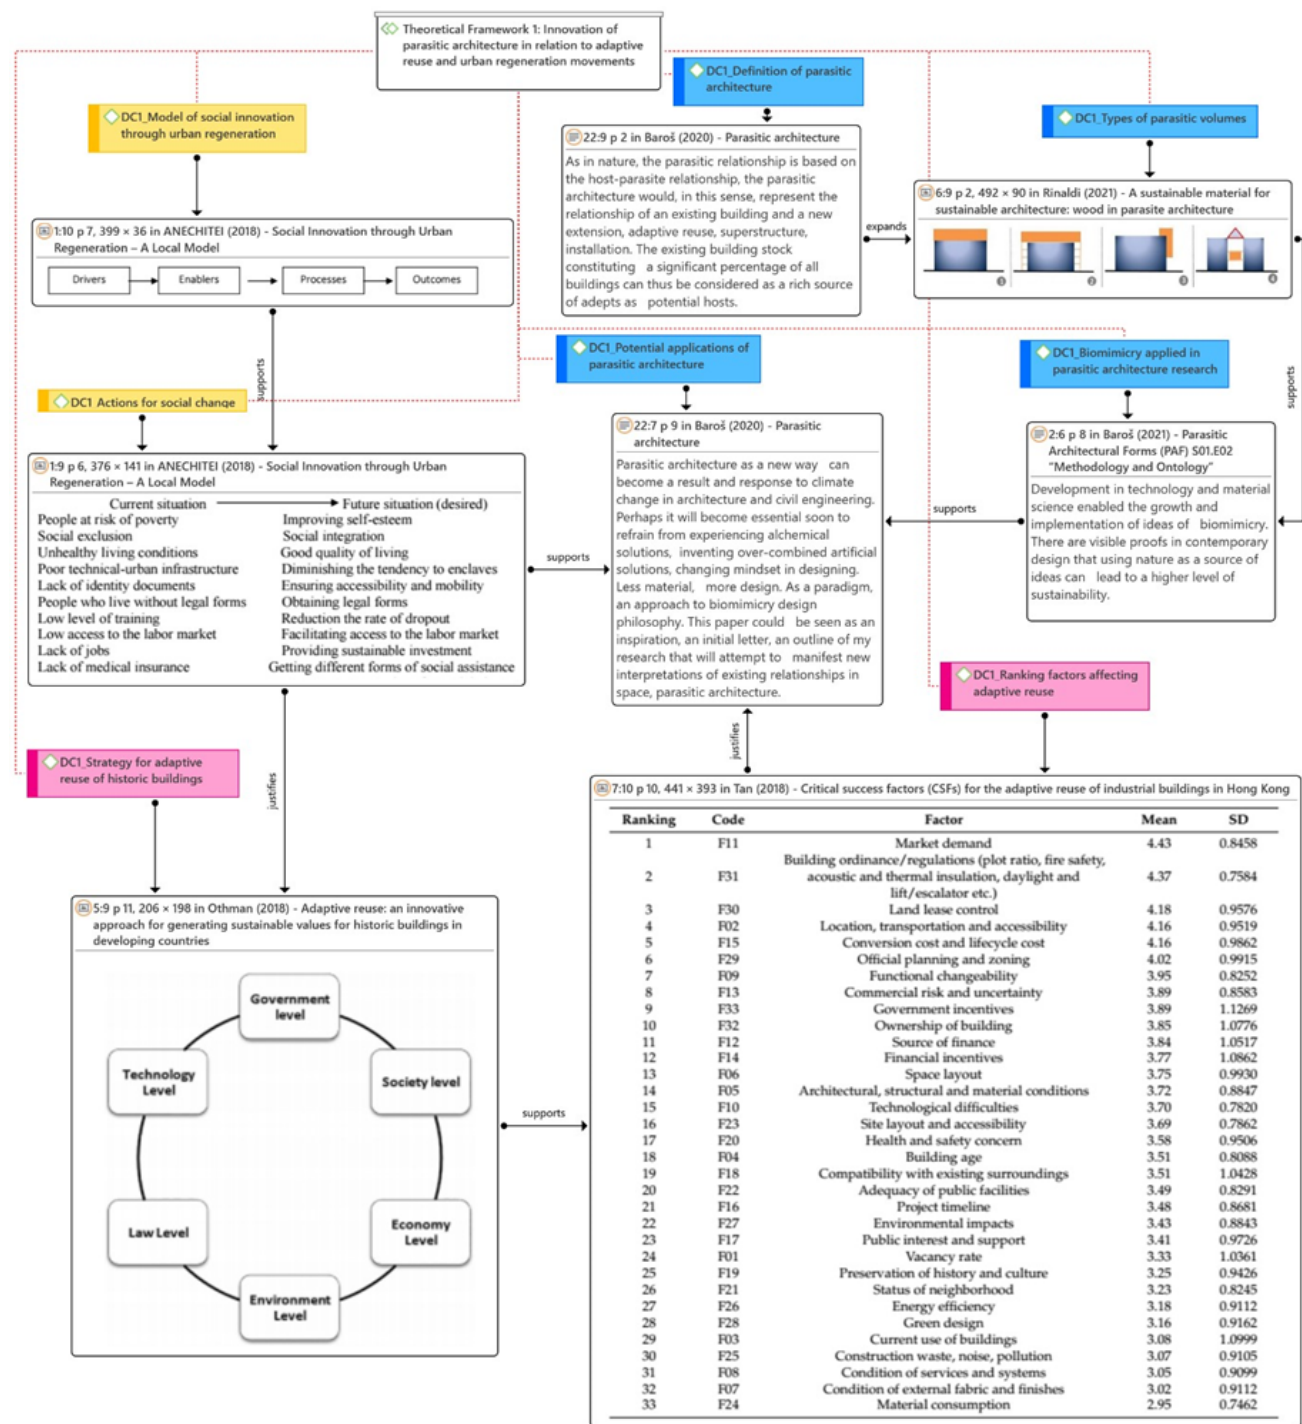 Theoretical Framework 1: Innovation of
parasitic architecture in relation to adaptive
reuse and urban regeneration movements
DC1_Definition of parasitic
architecture
DC1_Model of social innovation
through urban regeneration
DC1_Types of parasitic volumes
22:9 p 2 in Baroš (2020) - Parasitic architecture
As in nature, the parasitic relationship is based on
the host-parasite relationship, the parasitic
architecture would, in this sense, represent the
relationship of an existing building and a new
extension, adaptive reuse, superstructure,
installation. The existing building stock
constituting a significant percentage of all
buildings can thus be considered as a rich source
of adepts as potential hosts.
expands
6:9 p 2, 492 × 90 in Rinaldi (2021) - A sustainable material for
sustainable architecture: wood in parasite architecture
1
2
3
4
1:10 p 7, 399 × 36 in ANECHITEI (2018) - Social Innovation through Urban
Regeneration – A Local Model
Drivers
Enablers
Processes
Outcomes
supports
supports
DC1_Potential applications of
parasitic architecture
DC1_Biomimicry applied in
parasitic architecture research
DC1 Actions for social change
1:9 p 6, 376 × 141 in ANECHITEI (2018) - Social Innovation through Urban
Regeneration – A Local Model
Current situation Future situation (desired)
People at risk of poverty Improving self-esteem
Social exclusion Social integration
Unhealthy living conditions Good quality of living
Poor technical-urban infrastructure Diminishing the tendency to enclaves
Lack of identity documents Ensuring accessibility and mobility
People who live without legal forms Obtaining legal forms
Low level of training Reduction the rate of dropout
Low access to the labor market Facilitating access to the labor market
Lack of jobs Providing sustainable investment
Lack of medical insurance Getting different forms of social assistance
supports
22:7 p 9 in Baroš (2020) - Parasitic
architecture
Parasitic architecture as a new way can
become a result and response to climate
change in architecture and civil engineering.
Perhaps it will become essential soon to
refrain from experiencing alchemical
solutions, inventing over-combined artificial
solutions, changing mindset in designing.
Less material, more design. As a paradigm,
an approach to biomimicry design
philosophy. This paper could be seen as an
inspiration, an initial letter, an outline of my
research that will attempt to manifest new
interpretations of existing relationships in
space, parasitic architecture.
supports
2:6 p 8 in Baroš (2021) - Parasitic
Architectural Forms (PAF) S01.E02
"Methodology and Ontology"
Development in technology and material
science enabled the growth and
implementation of ideas of biomimicry.
There are visible proofs in contemporary
design that using nature as a source of
ideas can lead to a higher level of
sustainability.
DC1_Ranking factors affecting
adaptive reuse
justifies
justifies
DC1_Strategy for adaptive
reuse of historic buildings
5:9 p 11, 206 × 198 in Othman (2018) - Adaptive reuse: an innovative
approach for generating sustainable values for historic buildings in
developing countries
Government
level
Technology
Level
Society level
Law Level
Economy
Level
Environment
Level
supports
7:10 p 10, 441 × 393 in Tan (2018) - Critical success factors (CSFs) for the adaptive reuse of industrial buildings in Hong Kong
Ranking Code Factor Mean SD
1 F11 Market demand 4.43 0.8458
Building ordinance/regulations (plot ratio, fire safety,
2 F31 acoustic and thermal insulation, daylight and 4.37 0.7584
lift/escalator etc.)
3 F30 Land lease control 4.18 0.9576
4 F02 Location, transportation and accessibility 4.16 0.9519
5 F15 Conversion cost and lifecycle cost 4.16 0.9862
6 F29 Official planning and zoning 4.02 0.9915
7 F09 Functional changeability 3.95 0.8252
8 F13 Commercial risk and uncertainty 3.89 0.8583
9 F33 Government incentives 3.89 1.1269
10 F32 Ownership of building 3.85 1.0776
11 F12 Source of finance 3.84 1.0517
12 F14 Financial incentives 3.77 1.0862
13 F06 Space layout 3.75 0.9930
14 F05 Architectural, structural and material conditions 3.72 0.8847
15 F10 Technological difficulties 3.70 0.7820
16 F23 Site layout and accessibility 3.69 0.7862
17 F20 Health and safety concern 3.58 0.9506
18 F04 Building age 3.51 0.8088
19 F18 Compatibility with existing surroundings 3.51 1.0428
20 F22 Adequacy of public facilities 3.49 0.8291
21 F16 Project timeline 3.48 0.8681
22 F27 Environmental impacts 3.43 0.8843
23 F17 Public interest and support 3.41 0.9726
24 F01 Vacancy rate 3.33 1.0361
25 F19 Preservation of history and culture 3.25 0.9426
26 F21 Status of neighborhood 3.23 0.8245
27 F26 Energy efficiency 3.18 0.9112
28 F28 Green design 3.16 0.9162
29 F03 Current use of buildings 3.08 1.0999
30 F25 Construction waste, noise, pollution 3.07 0.9105
31 F08 Condition of services and systems 3.05 0.9099
32 F07 Condition of external fabric and finishes 3.02 0.9112
33 F24 Material consumption 2.95 0.7462